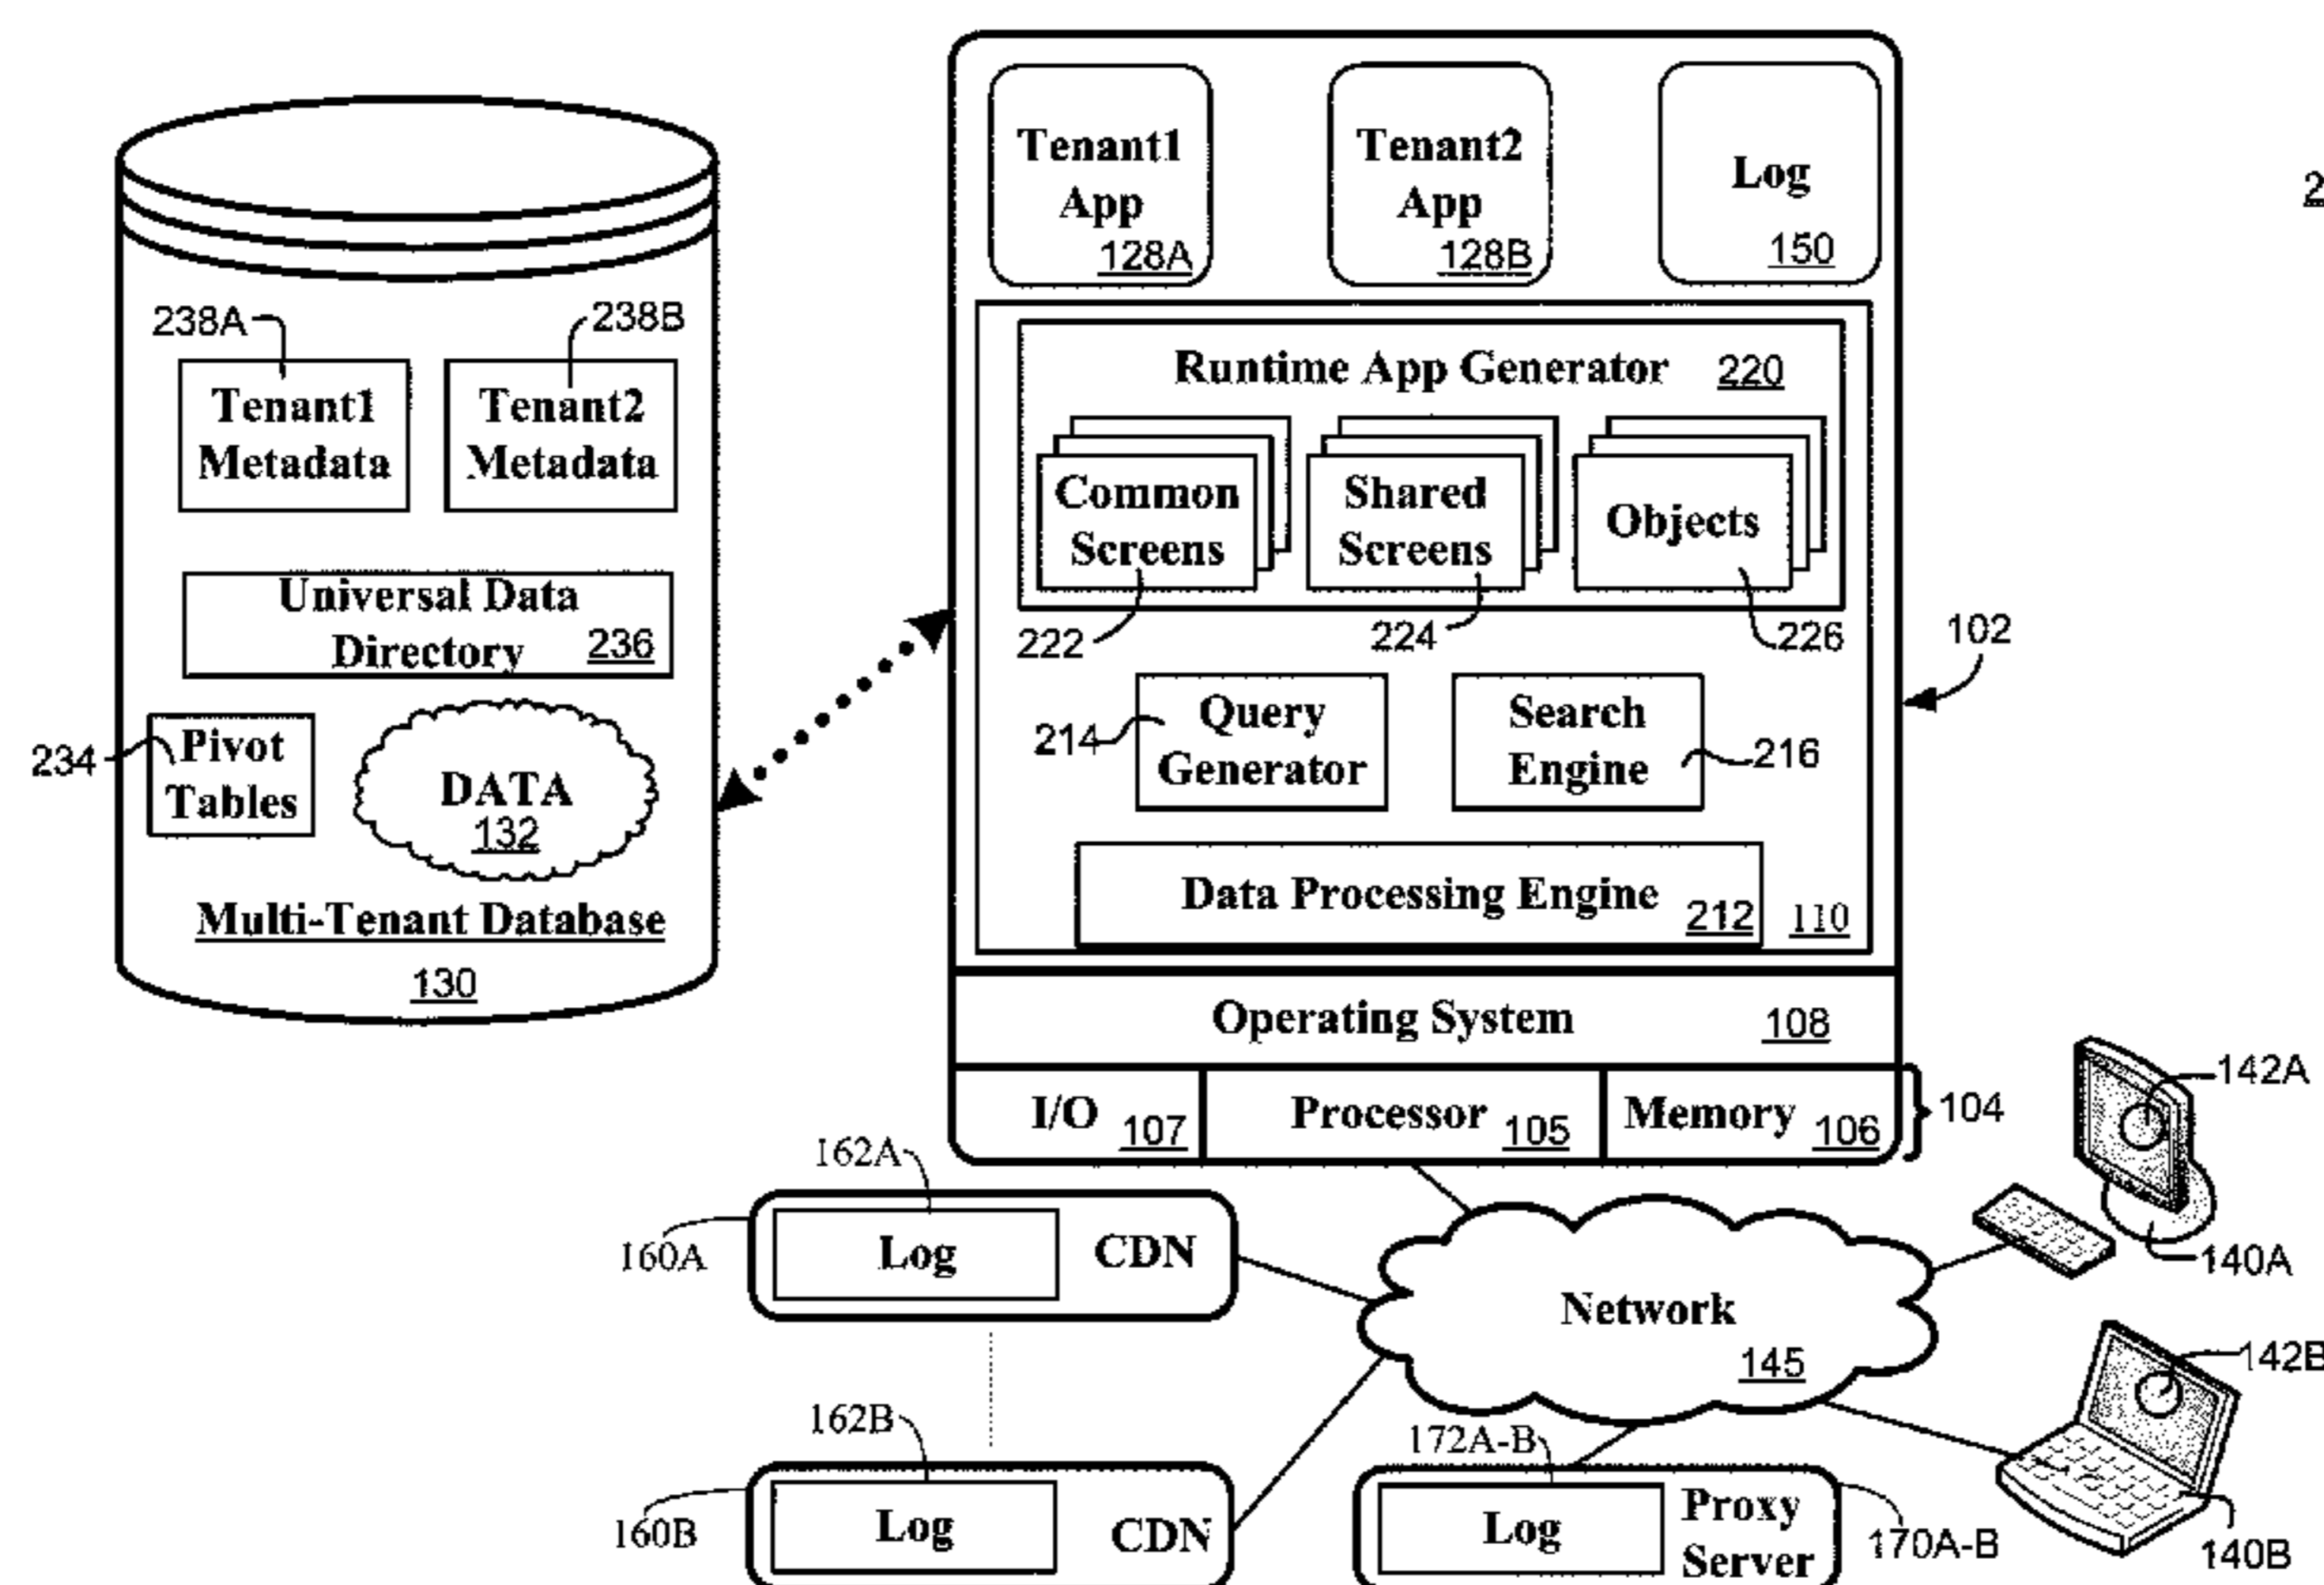 Tenant1
App
128A
Tenant2
App
128B
Log
150
2
238A
238B
Tenant1
Metadata
Tenant2
Metadata
Universal Data
Directory 236
234
Pivot
Tables
DATA
132
Multi-Tenant Database
130
Runtime App Generator 220
Common
Screens
Shared
Screens
Objects
222
224
226
102
214
Query
Generator
Search
Engine
216
Data Processing Engine 212
110
Operating System 108
I/O 107
Processor 105
Memory 106
104
142A
140A
162A
160A
Log
CDN
Network
145
142B
140B
162B
160B
Log
CDN
172A-B
Log
Proxy
Server
170A-B